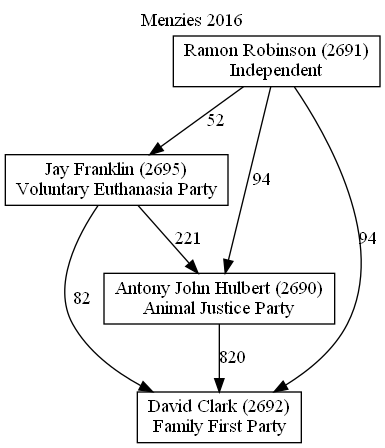 Menzies 2016
Ramon Robinson (2691)
Independent
52
94
94
Jay Franklin (2695)
Voluntary Euthanasia Party
221
82
Antony John Hulbert (2690)
Animal Justice Party
820
David Clark (2692)
Family First Party